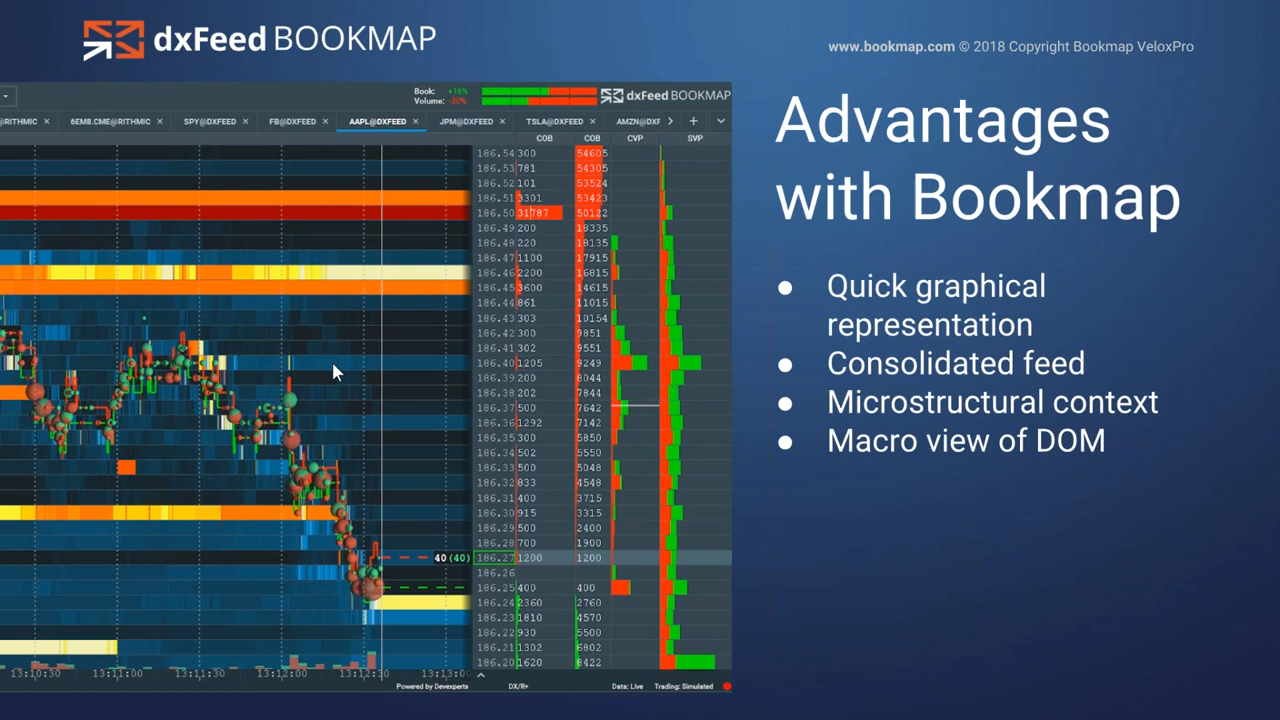 dxFeed BOOKMAP
www.bookmap.com © 2018 Copyright Bookmap VeloxPro
Book: +16%
Volume: -20%
dxFeed BOOKMAP
@RITHMIC × 6EM8.CME@RITHMIC × SPY@DXFEED × FB@DXFEED × AAPL@DXFEED × JPM@DXFEED × TSLA@DXFEED × AMZN@DXF
COB COB CVP SVP
186.54 300 54605
186.53 781 54305
186.52 101 53524
186.51 3301 53423
186.50 31787 50122
186.49 200 18335
186.48 220 18135
186.47 1100 17915
186.46 2200 16815
186.45 3600 14615
186.44 861 11015
186.43 303 10154
186.42 300 9851
186.41 302 9551
186.40 1205 9249
186.39 200 8044
186.38 202 7844
186.37 500 7642
186.36 1292 7142
186.35 300 5850
186.34 502 5550
186.33 500 5048
186.32 833 4548
186.31 400 3715
186.30 915 3315
186.29 500 2400
186.28 700 1900
40 (40) 186.27 1200 1200
186.26
186.25 400 400
186.24 2360 2760
186.23 1810 4570
186.22 930 5500
186.21 1302 6802
186.20 1620 8422
13:10:30 13:11:00 13:11:30 13:12:00 13:12:30 13:13:00
Powered by Devexperts DX/R+ Data: Live Trading: Simulated
Advantages
with Bookmap
● Quick graphical
representation
● Consolidated feed
● Microstructural context
● Macro view of DOM